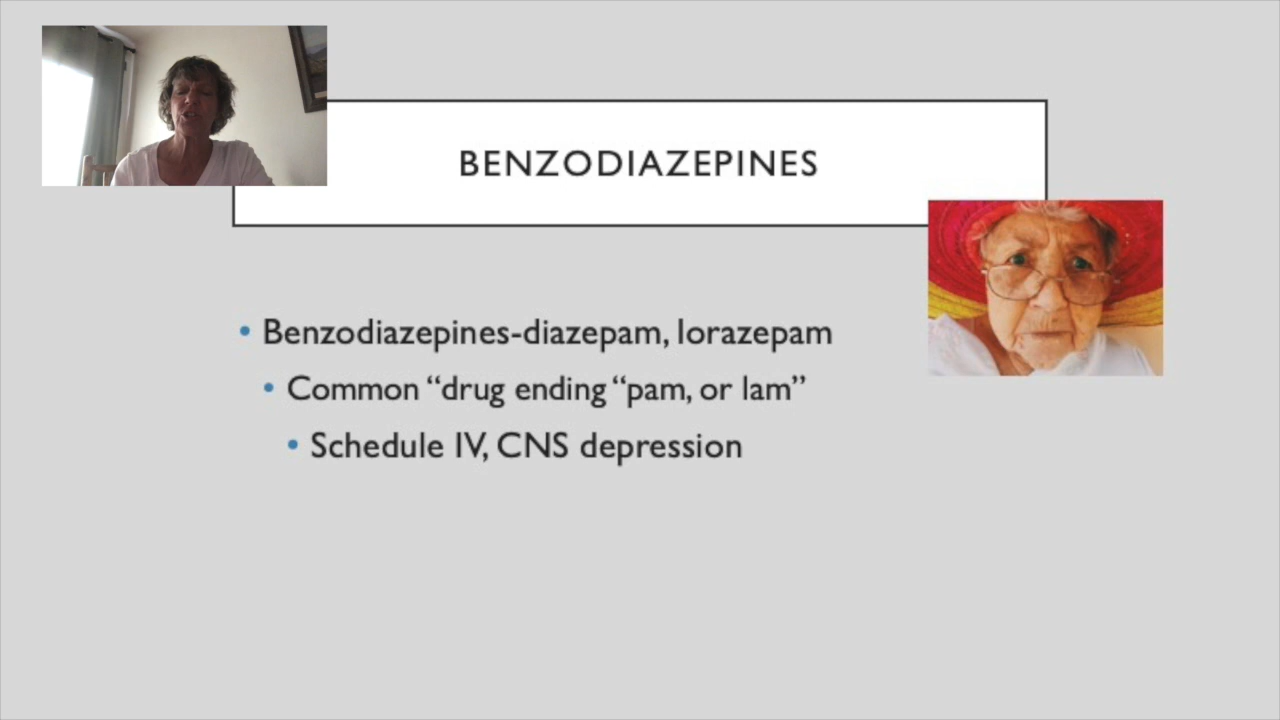 BENZODIAZEPINES
• Benzodiazepines-diazepam, lorazepam
• Common “drug ending “pam, or lam”
• Schedule IV, CNS depression